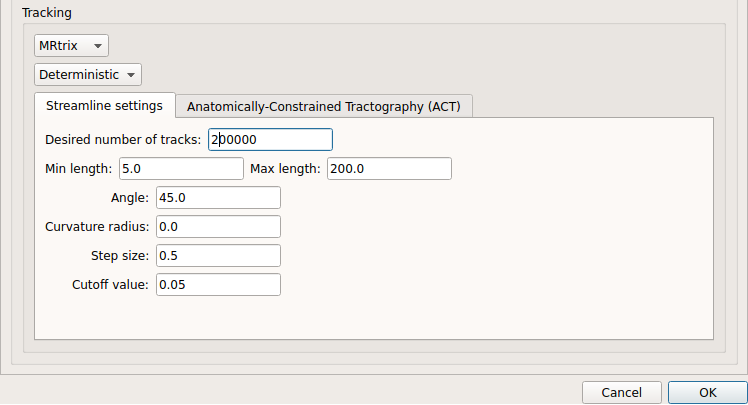 Tracking
MRtrix
Deterministic
Streamline settings Anatomically-Constrained Tractography (ACT)
Desired number of tracks: 200000
Min length: 5.0 Max length: 200.0
Angle: 45.0
Curvature radius: 0.0
Step size: 0.5
Cutoff value: 0.05
Cancel OK